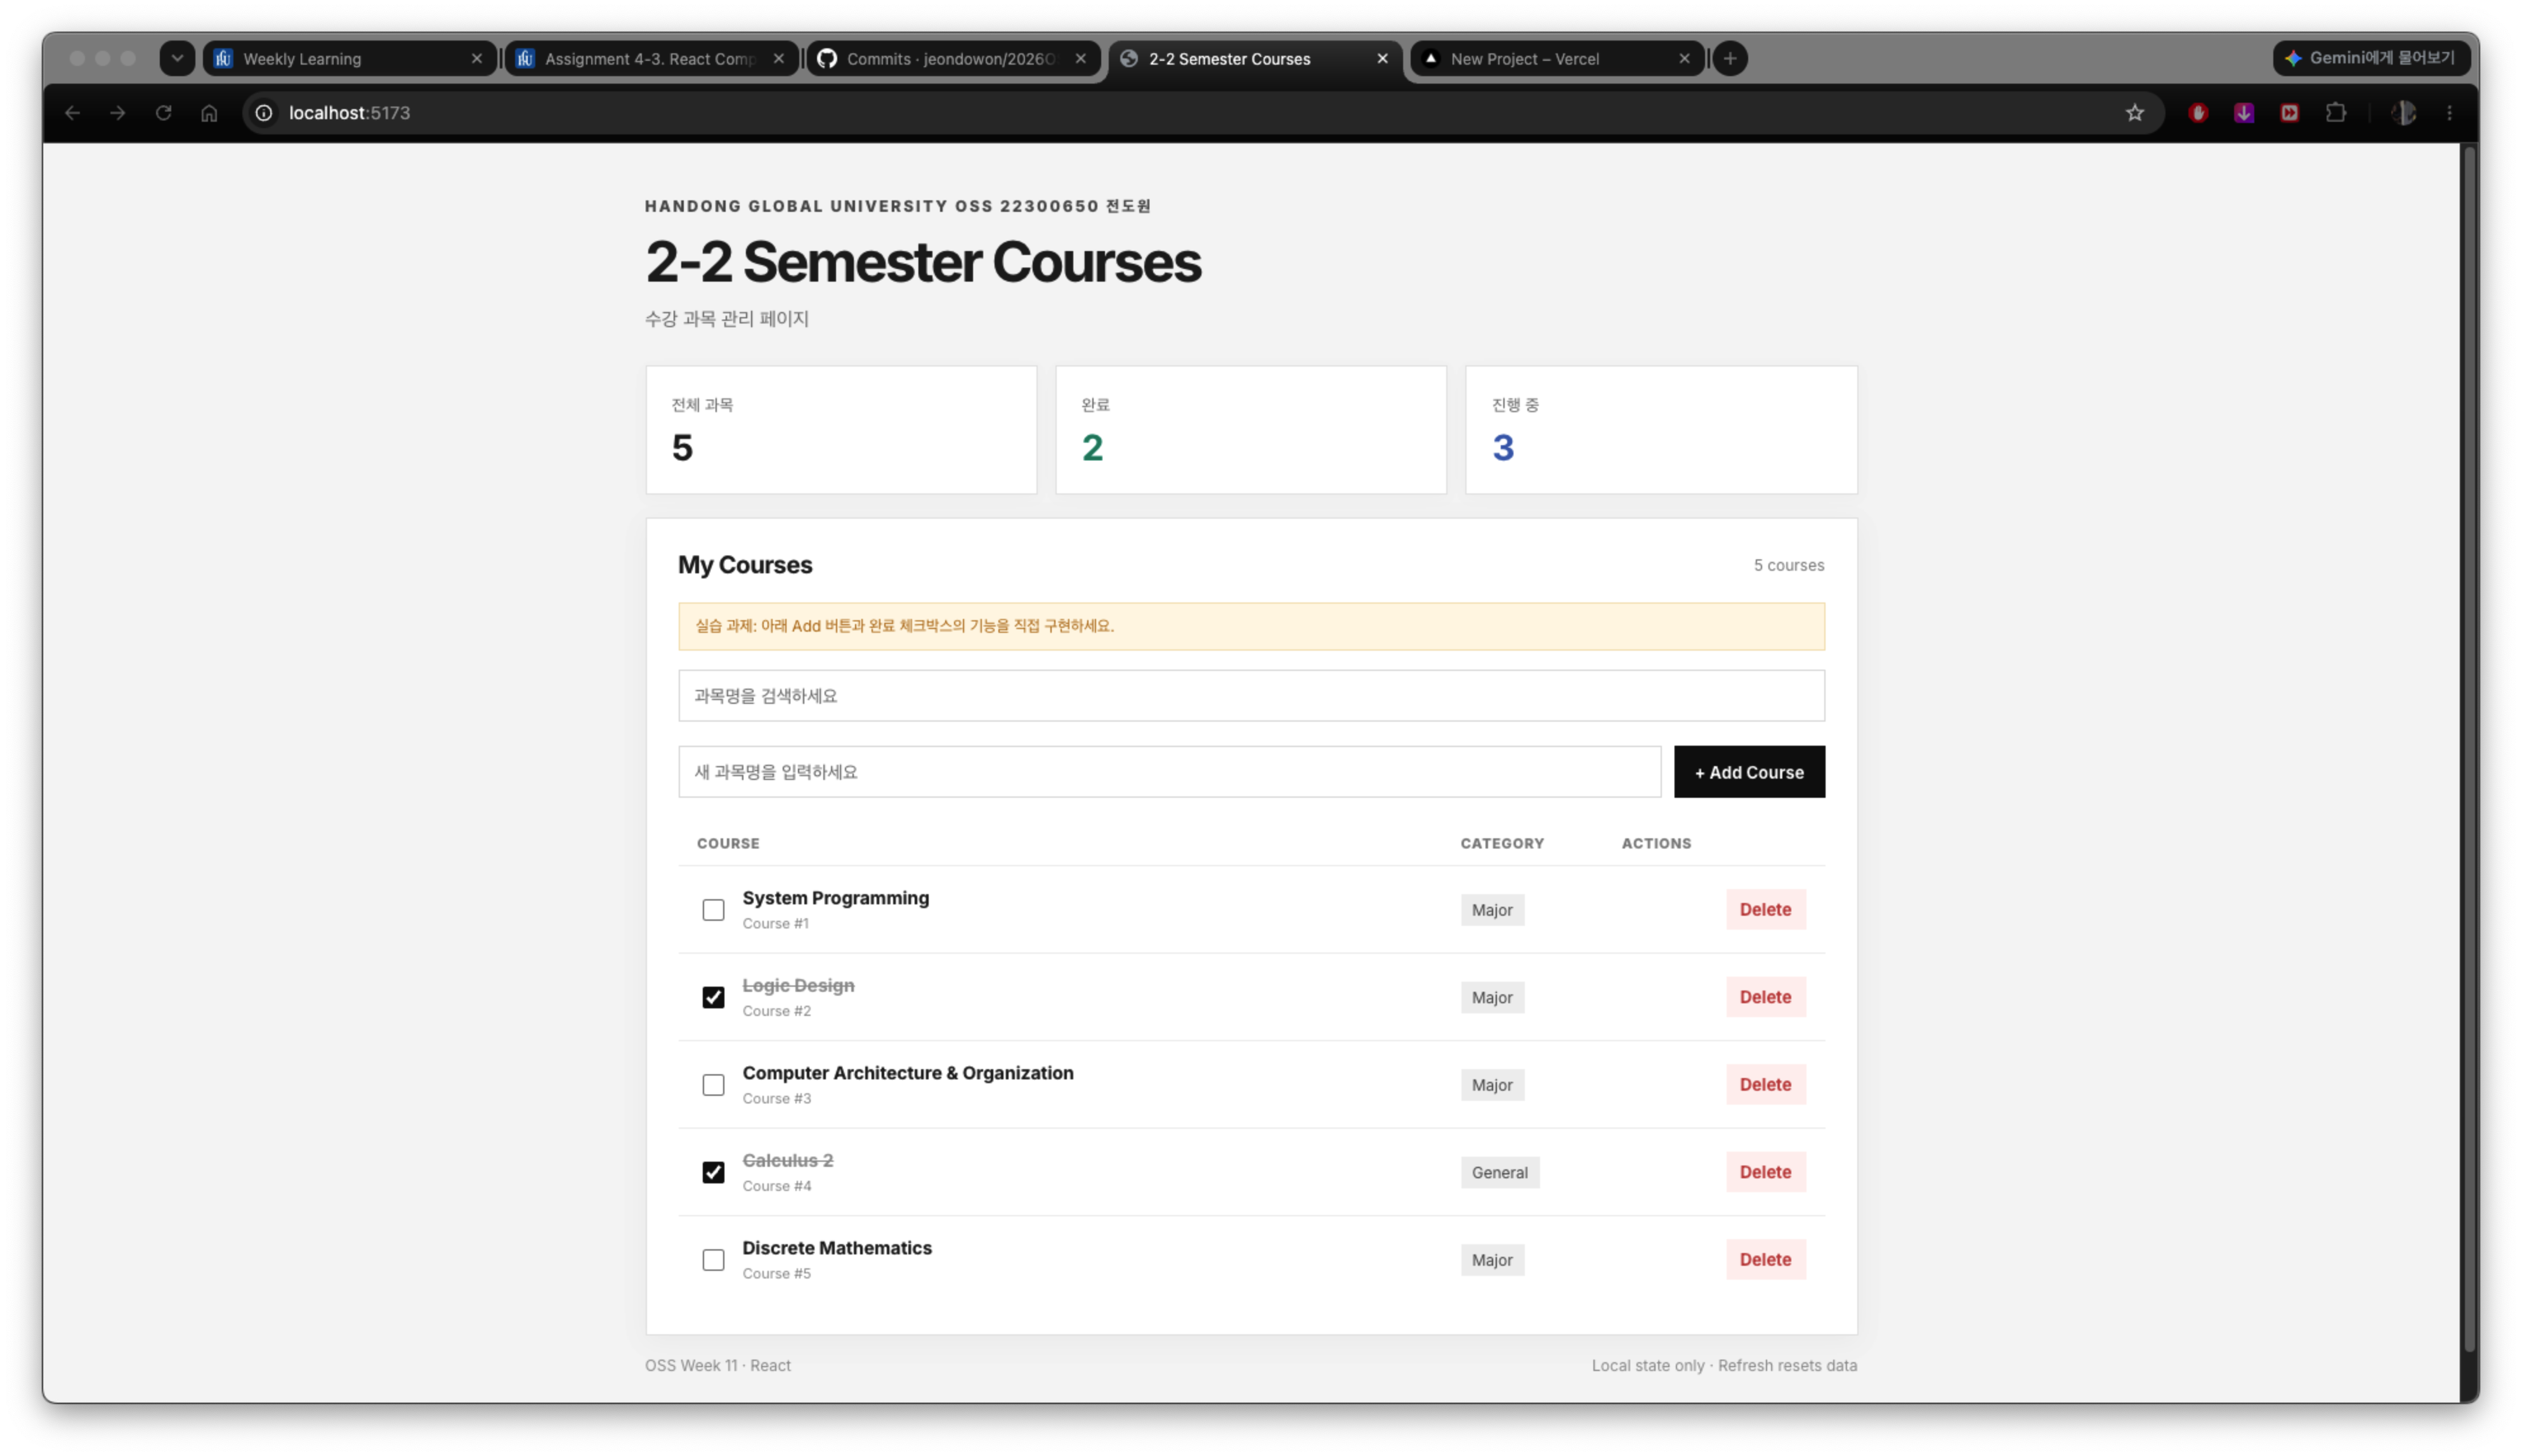 Weekly Learning
Assignment 4-3. React Comp
Commits · jeondowon/2026O
2-2 Semester Courses
New Project – Vercel
Gemini에게 물어보기
localhost:5173
HANDONG GLOBAL UNIVERSITY OSS 22300650 전도원
2-2 Semester Courses
수강 과목 관리 페이지
전체 과목
5
완료
2
진행 중
3
My Courses
5 courses
실습 과제: 아래 Add 버튼과 완료 체크박스의 기능을 직접 구현하세요.
과목명을 검색하세요
새 과목명을 입력하세요
+ Add Course
COURSE CATEGORY ACTIONS
System Programming
Course #1
Major
Delete
Logic Design
Course #2
Major
Delete
Computer Architecture & Organization
Course #3
Major
Delete
Calculus 2
Course #4
General
Delete
Discrete Mathematics
Course #5
Major
Delete
OSS Week 11 · React
Local state only · Refresh resets data